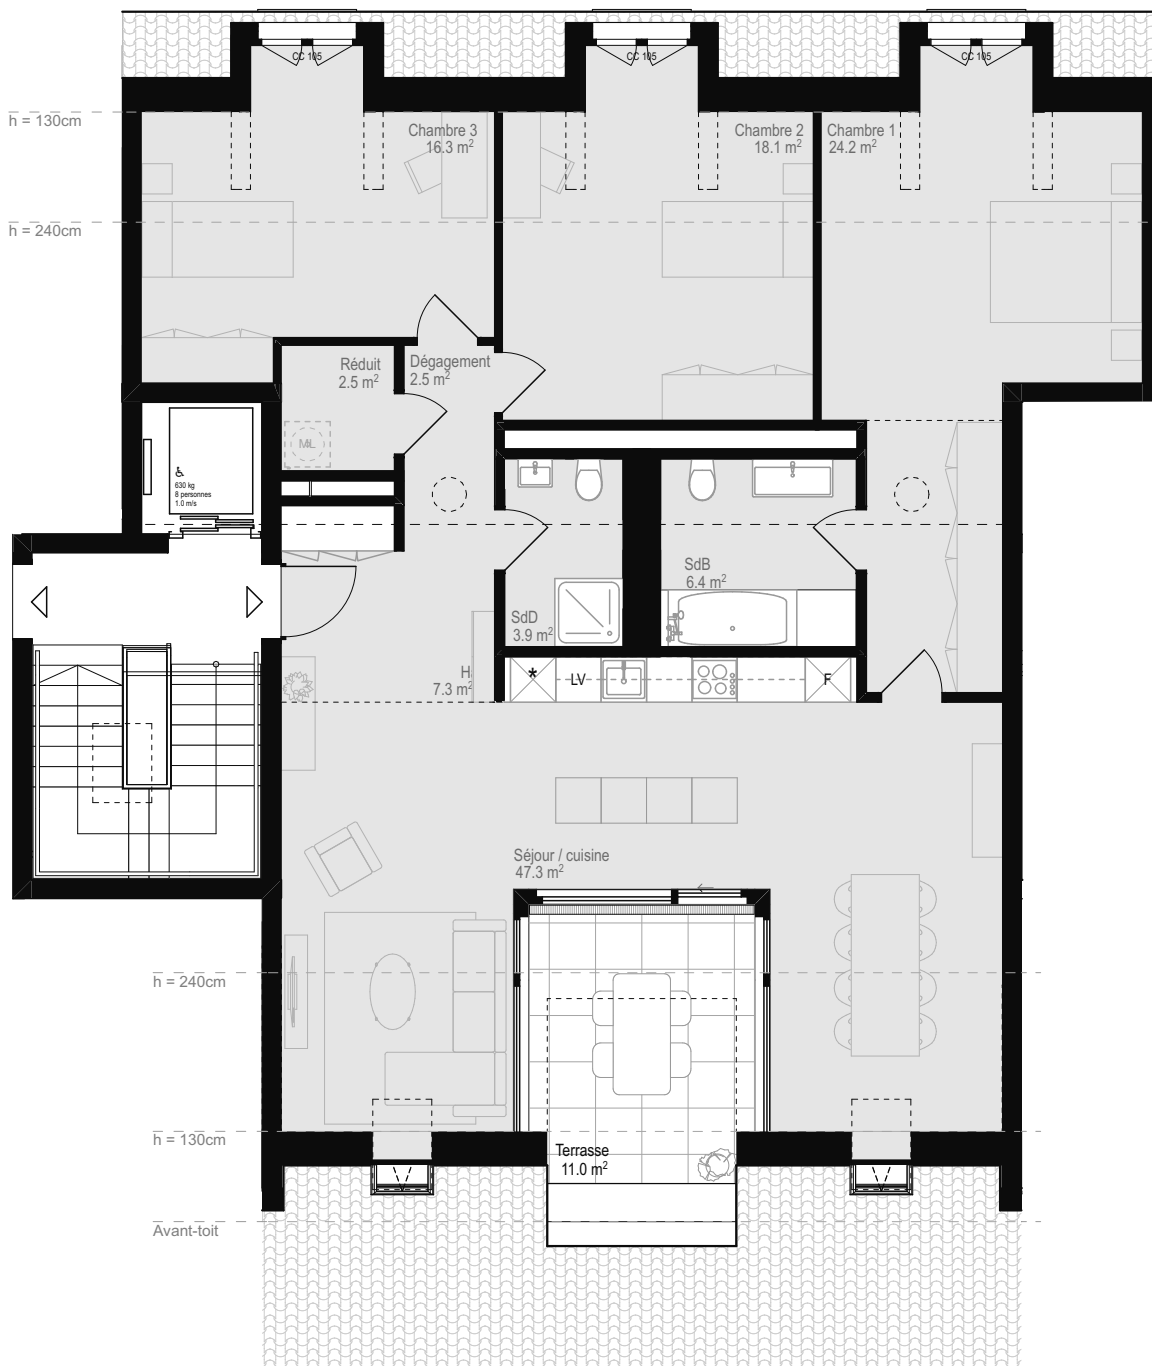 CC 105
CC 105
CC 105
h = 130cm
Chambre 3
16.3 m²
Chambre 2
18.1 m²
Chambre 1
24.2 m²
h = 240cm
Réduit
2.5 m²
Dégagement
2.5 m²
630 kg
8 personnes
1.0 m/s
SdB
6.4 m²
SdD
3.9 m²
H
7.3 m²
*
LV
F
Séjour / cuisine
47.3 m²
h = 240cm
h = 130cm
Terrasse
11.0 m²
Avant-toit